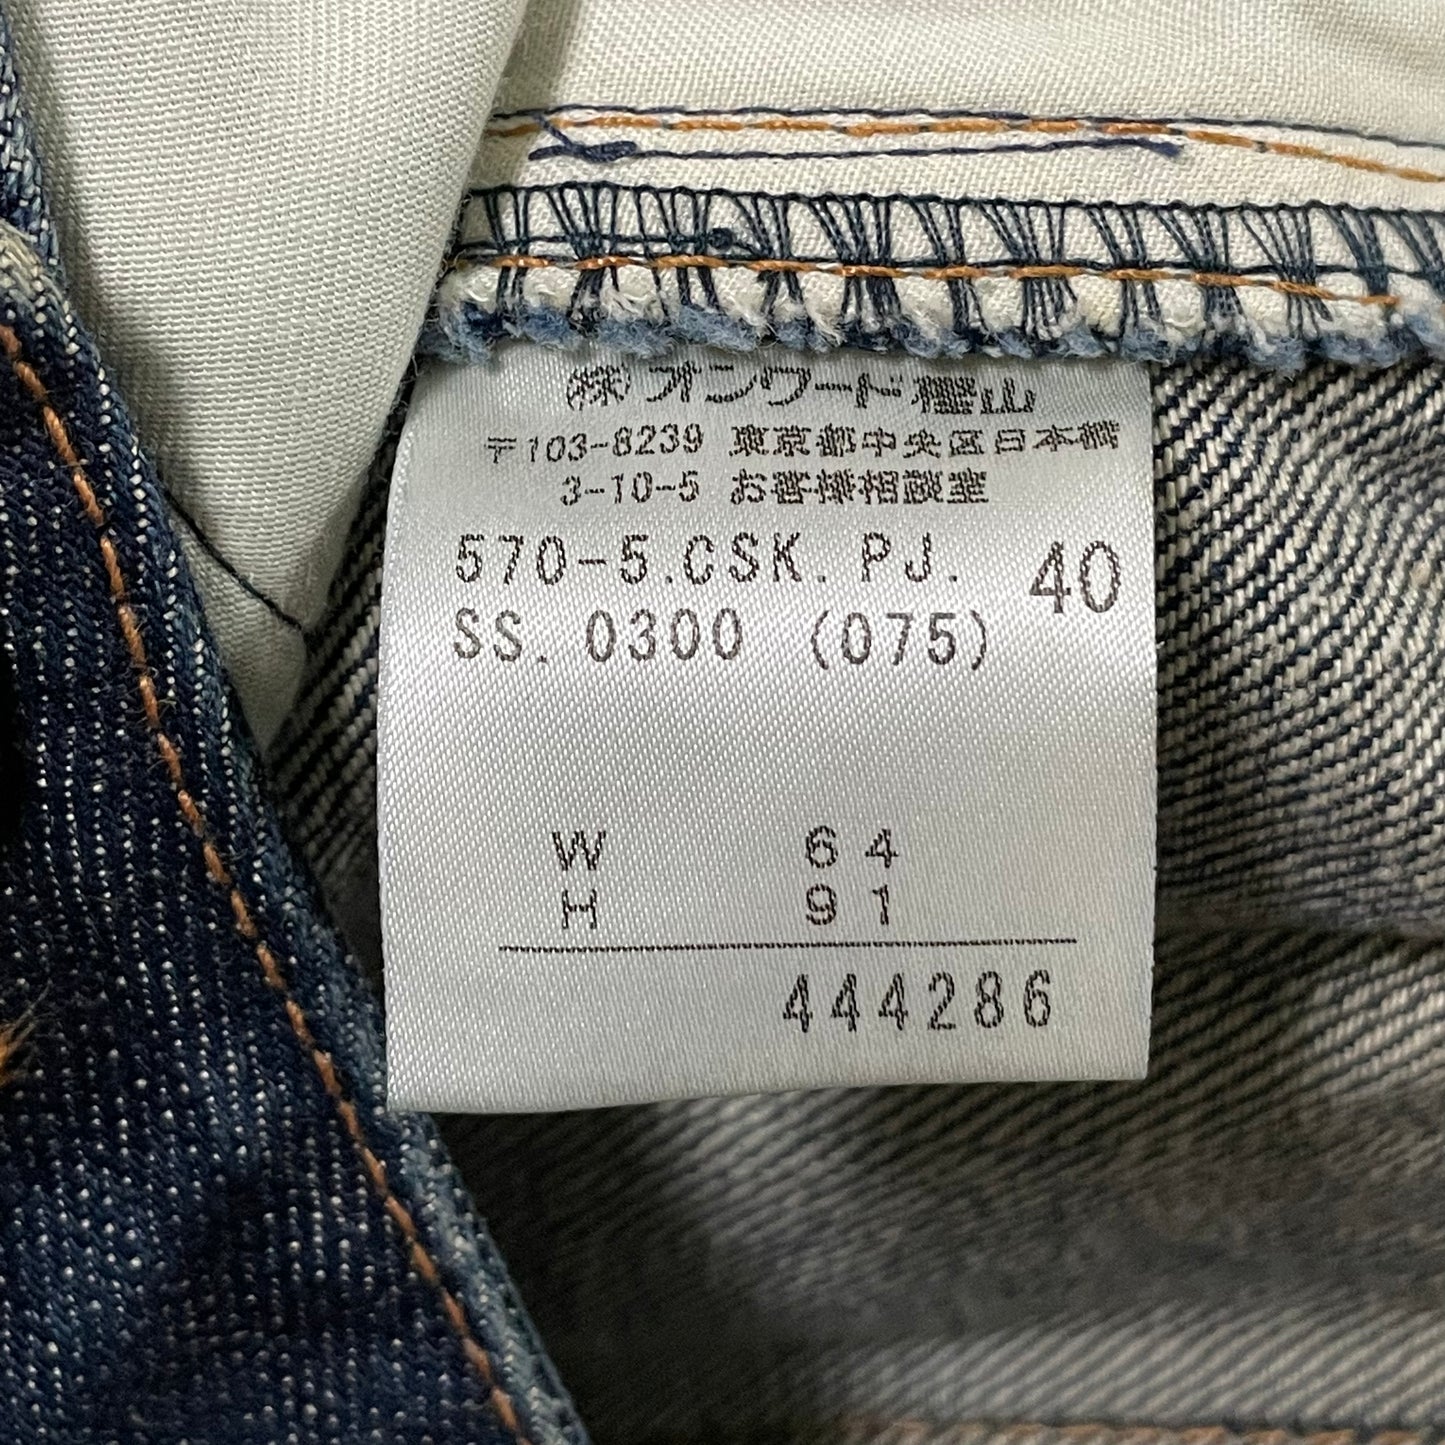 ㈱オンワード樫山
〒103-8239 東京都中央区日本橋
3-10-5 お客様相談室
570-5.CSK.PJ. 40
SS.0300 (075)
W 64
H 91
444286